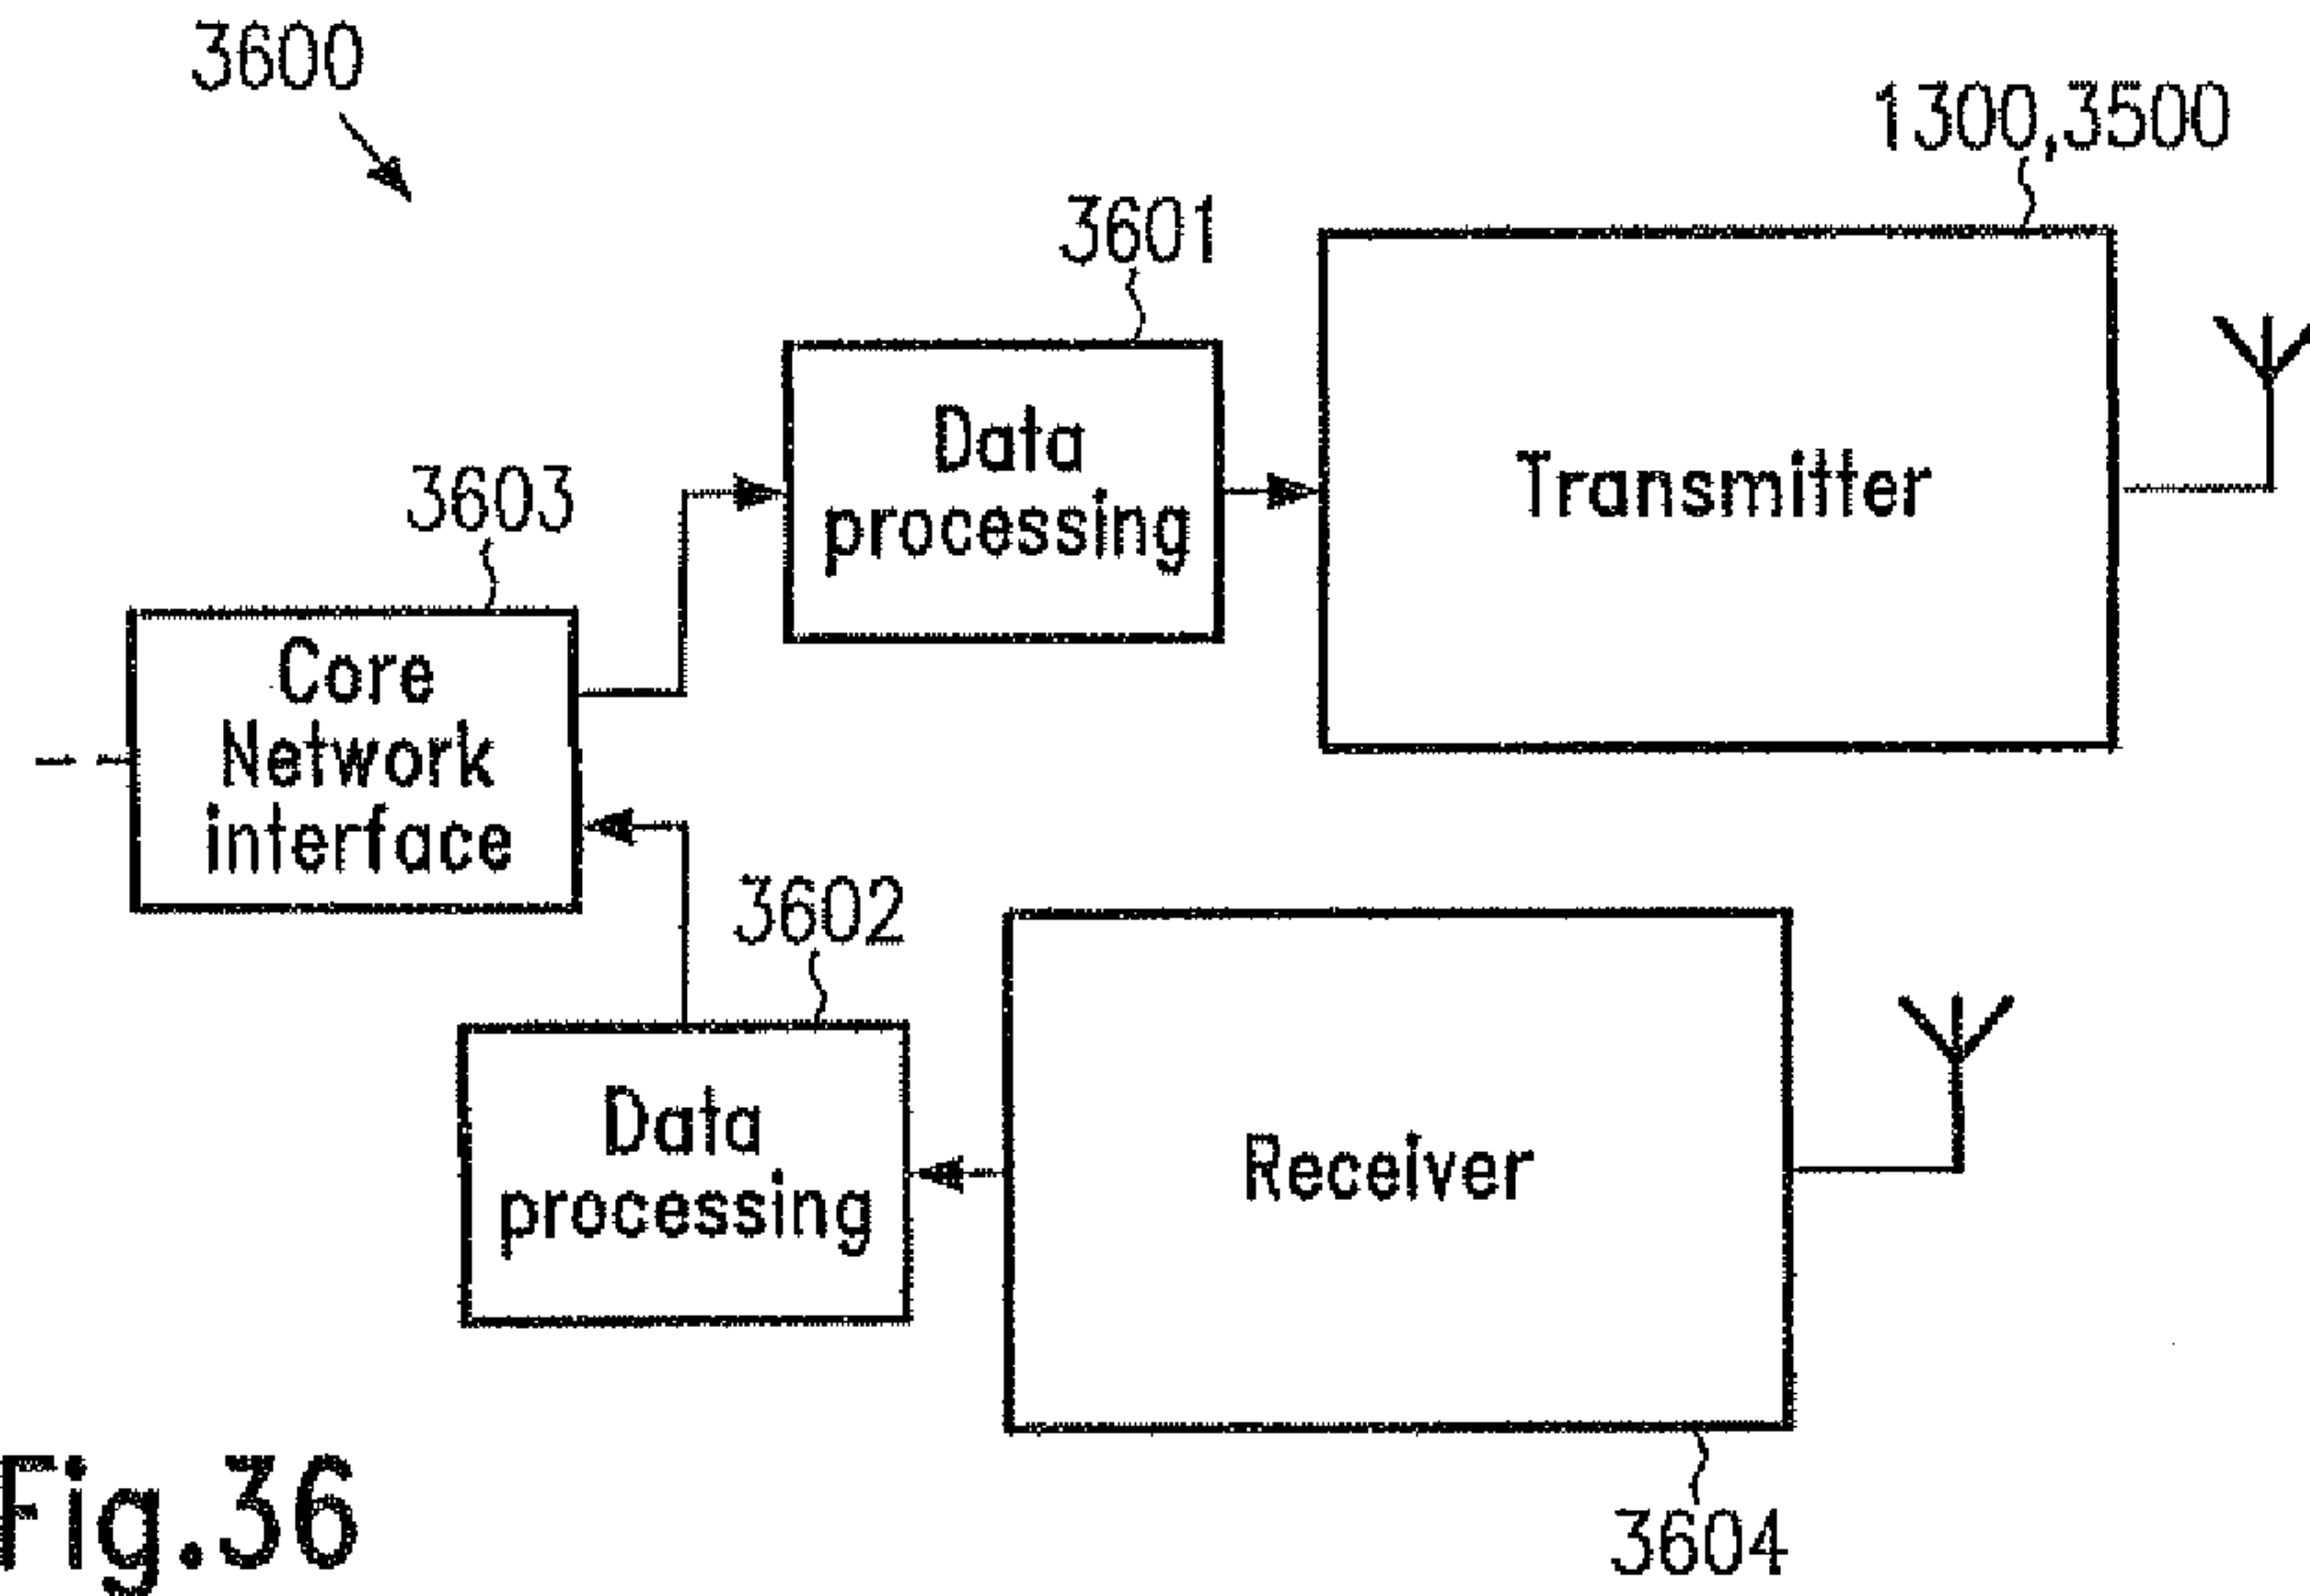 3600
1300,3500
3601
Data
processing
Transmitter
3603
Core
Network
interface
3602
Data
processing
Receiver
3604
Fig.36